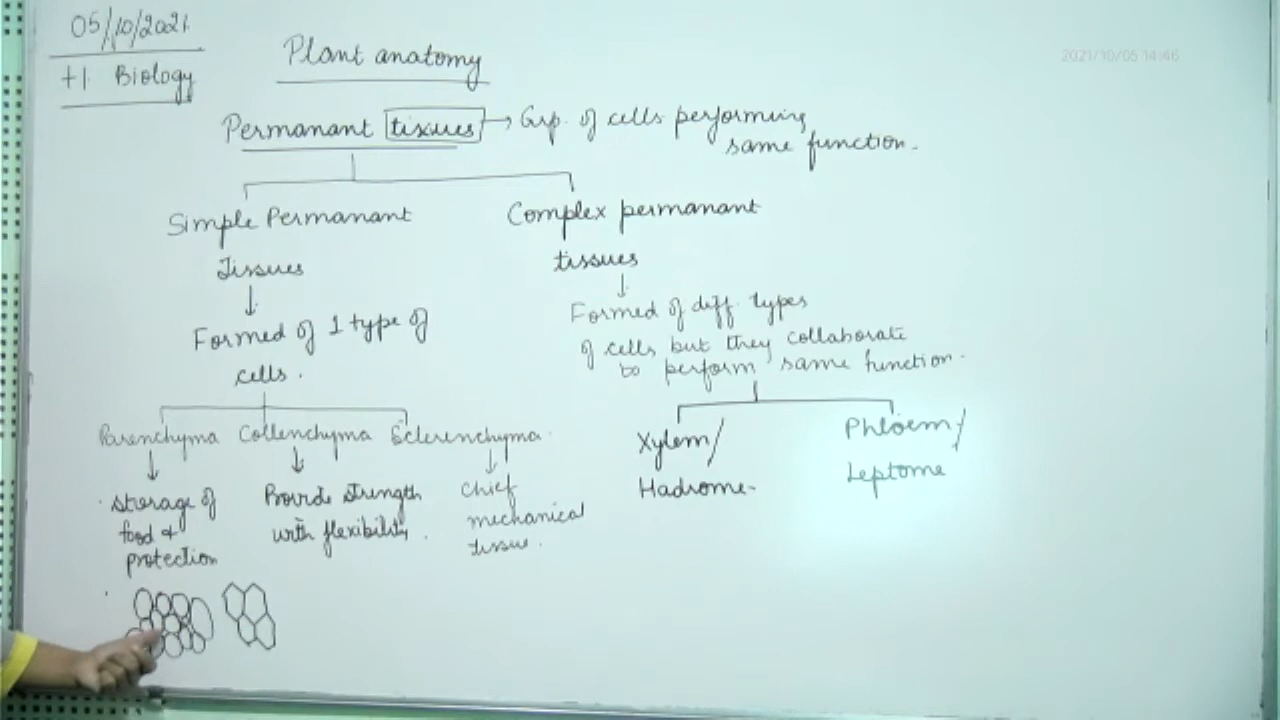 05/10/2021
+1 Biology
Plant anatomy
2021/10/05 14:46
Permanant tissues → Grp. of cells performing
same function.
Simple Permanant
Tissues
Formed of 1 type of
cells.
Complex permanant
tissues
Formed of diff. types
of cells but they collaborate
to perform same function.
Parenchyma Collenchyma Sclerenchyma.
Storage of
food &
protection
Provide strength
with flexibility.
Chief
mechanical
tissue.
Xylem/
Hadrome-
Phloem/
Leptome